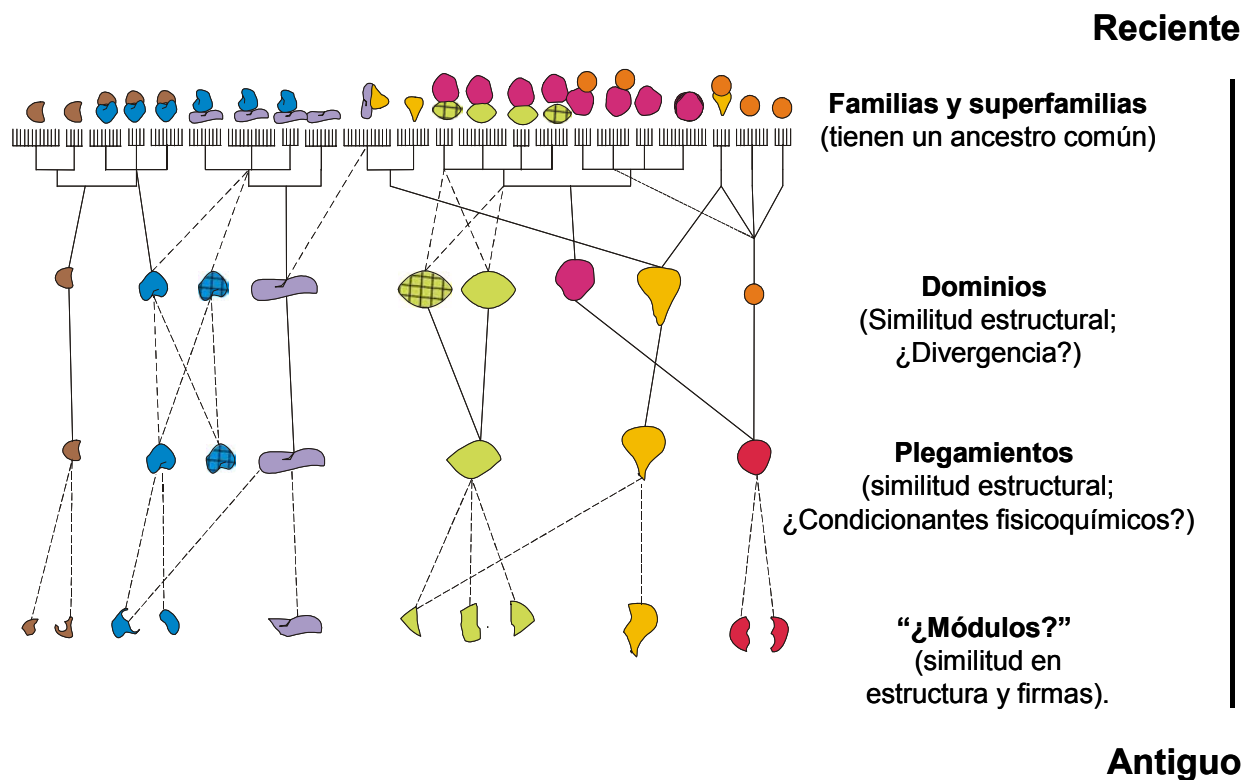 Reciente
Familias y superfamilias
(tienen un ancestro común)
Dominios
(Similitud estructural;
¿Divergencia?)
Plegamientos
(similitud estructural;
¿Condicionantes fisicoquímicos?)
“¿Módulos?”
(similitud en
estructura y firmas).
Antiguo